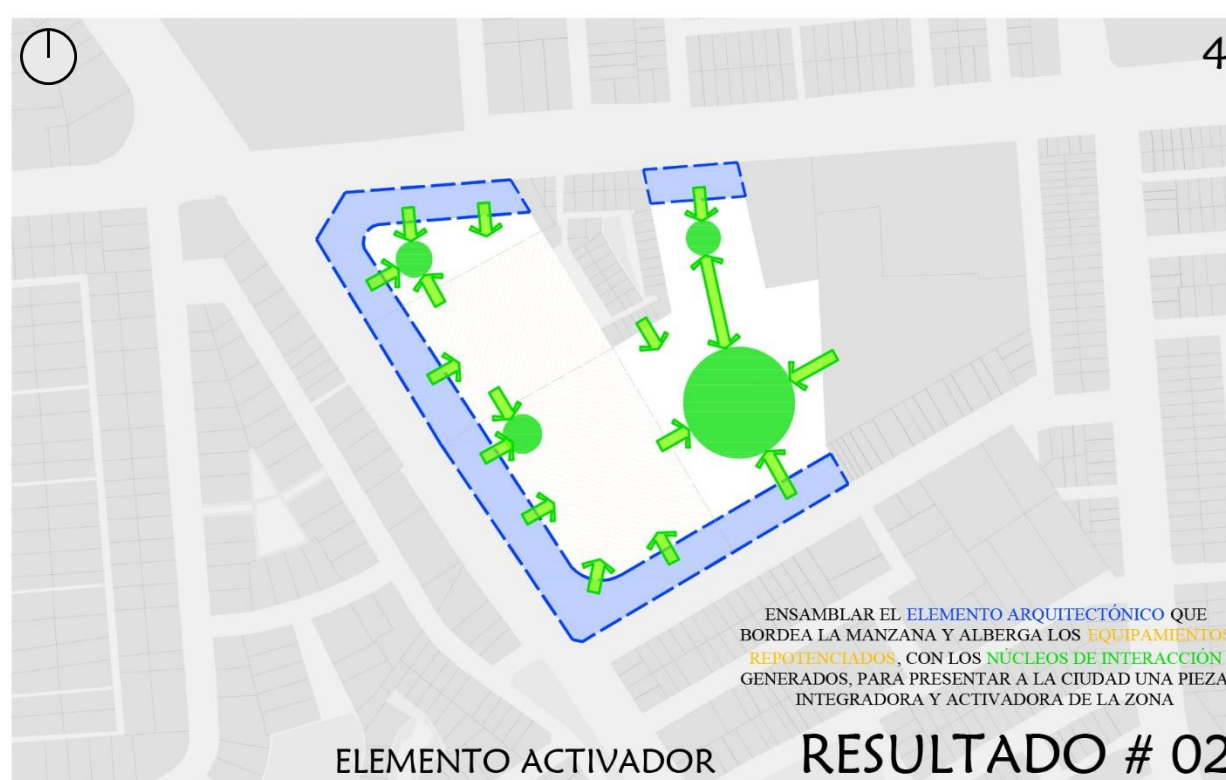 4
ENSAMBLAR EL ELEMENTO ARQUITECTÓNICO QUE
BORDEA LA MANZANA Y ALBERGA LOS EQUIPAMIENTOS
REPOTENCIADOS, CON LOS NÚCLEOS DE INTERACCIÓN
GENERADOS, PARA PRESENTAR A LA CIUDAD UNA PIEZA
INTEGRADORA Y ACTIVADORA DE LA ZONA
ELEMENTO ACTIVADOR
RESULTADO # 02